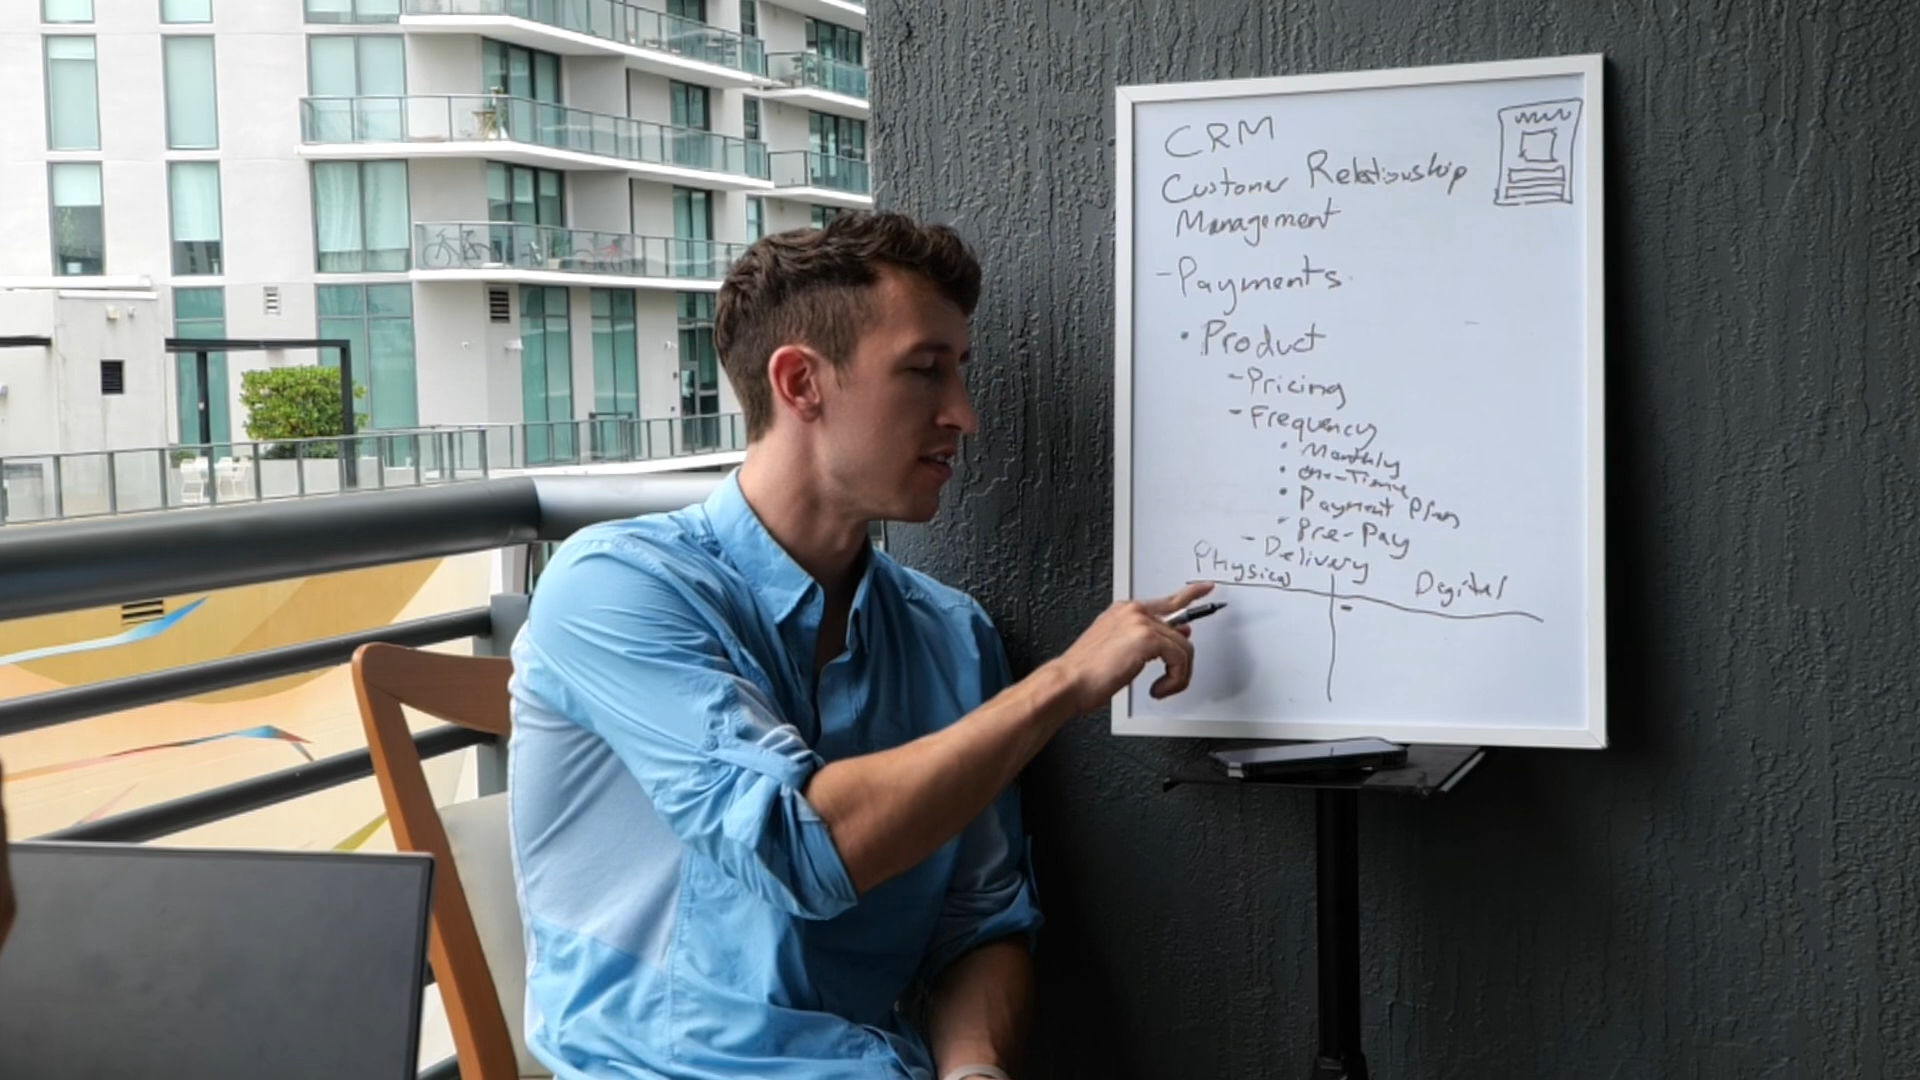 CRM
Customer Relationship
Management
- Payments
• Product
- Pricing
- Frequency
• Monthly
• One-Time
• Payment Plan
• Pre-Pay
- Delivery
Physical
Digital
-